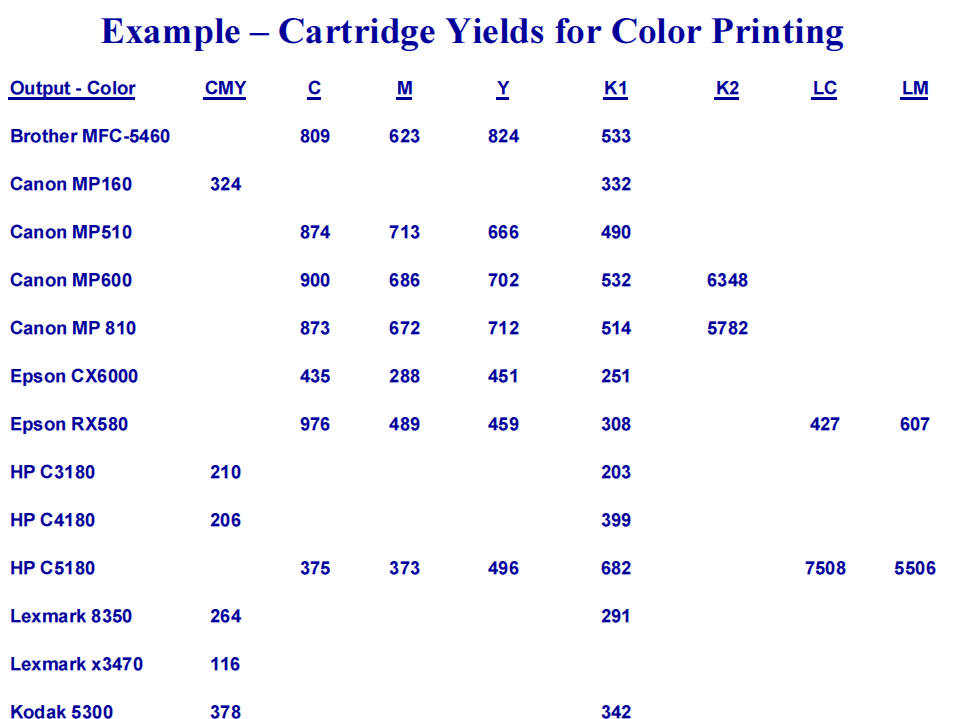 Example – Cartridge Yields for Color Printing
Output - Color CMY C M Y K1 K2 LC LM
Brother MFC-5460 809 623 824 533
Canon MP160 324 332
Canon MP510 874 713 666 490
Canon MP600 900 686 702 532 6348
Canon MP 810 873 672 712 514 5782
Epson CX6000 435 288 451 251
Epson RX580 976 489 459 308 427 607
HP C3180 210 203
HP C4180 206 399
HP C5180 375 373 496 682 7508 5506
Lexmark 8350 264 291
Lexmark x3470 116
Kodak 5300 378 342